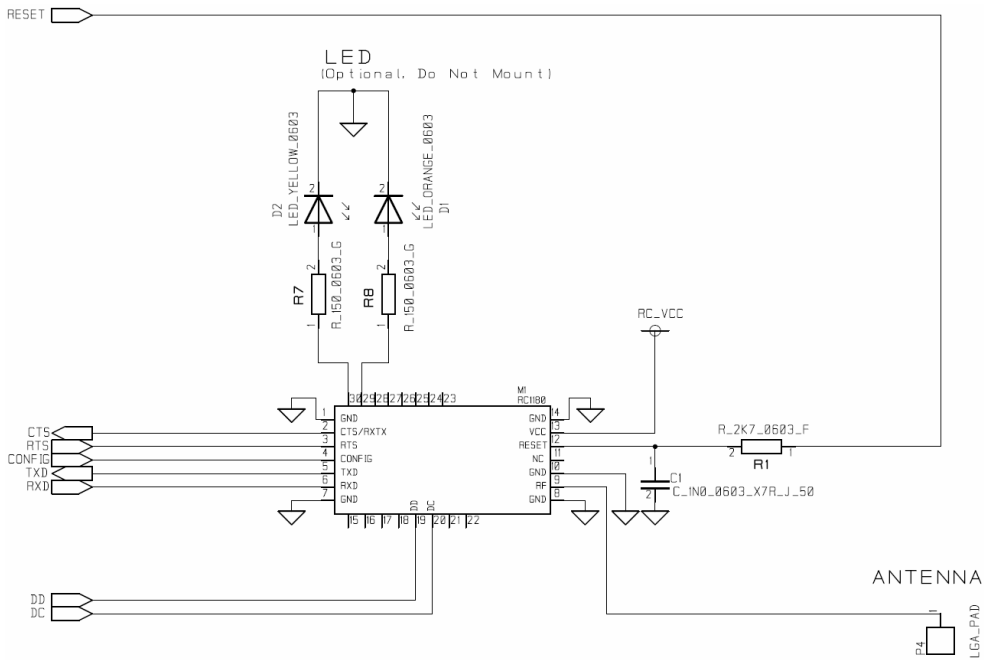 RESET
LED
(Optional. Do Not Mount)
D2
LED_YELLOW_0603
2
1
2
1
LED_ORANGE_0603
D1
R7
R_150_0603_G
2
1
R8
R_150_0603_G
2
1
RC_VCC
30 29 28 27 26 25 24 23
M1
RC1180
1 GND
2 CTS/RXTX
3 RTS
4 CONFIG
5 TXD
6 RXD
7 GND
GND 14
VCC 13
RESET 12
NC 11
GND 10
RF 9
GND 8
DD DC
15 16 17 18 19 20 21 22
CTS
RTS
CONFIG
TXD
RXD
R_2K7_0603_F
2 1
R1
1
C1
2
C_1N0_0603_X7R_J_50
DD
DC
ANTENNA
1
P4
LGA_PAD